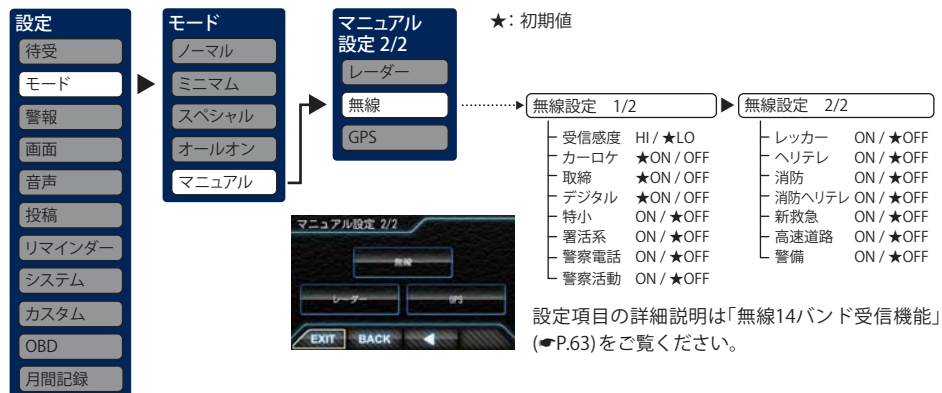 設定
待受
モード
警報
画面
音声
投稿
リマインダー
システム
カスタム
OBD
月間記録
モード
ノーマル
ミニマム
スペシャル
オールオン
マニュアル
マニュアル
設定 2/2
レーダー
無線
GPS
★：初期値
無線設定 1/2
受信感度 HI / ★LO
カーロケ ★ON / OFF
取締 ★ON / OFF
デジタル ★ON / OFF
特小 ON / ★OFF
署活系 ON / ★OFF
警察電話 ON / ★OFF
警察活動 ON / ★OFF
無線設定 2/2
レッカー ON / ★OFF
ヘリテレ ON / ★OFF
消防 ON / ★OFF
消防ヘリテレ ON / ★OFF
新救急 ON / ★OFF
高速道路 ON / ★OFF
警備 ON / ★OFF
マニュアル設定 2/2
無線
レーダー
GPS
EXIT BACK
設定項目の詳細説明は「無線14バンド受信機能」
(☛P.63)をご覧ください。